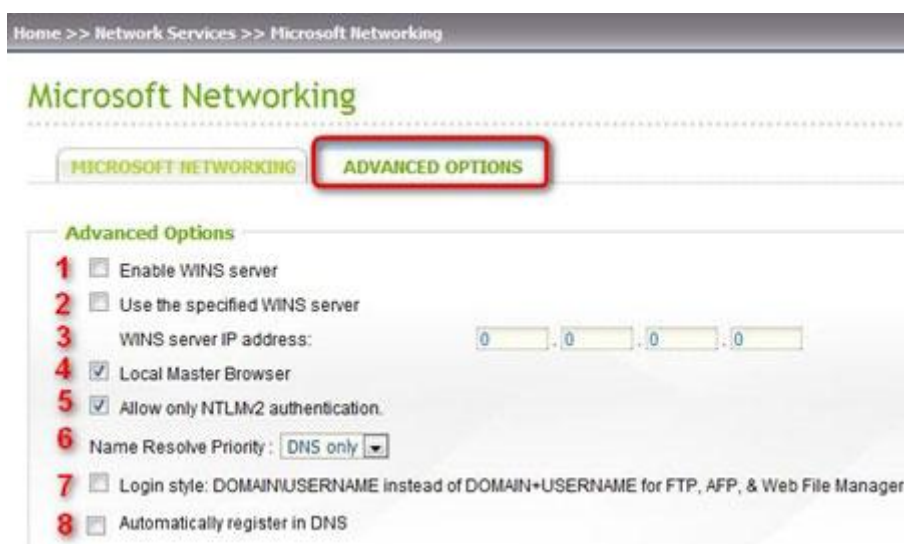 Home >> Network Services >> Microsoft Networking
Microsoft Networking
MICROSOFT NETWORKING ADVANCED OPTIONS
Advanced Options
1 Enable WINS server
2 Use the specified WINS server
3 WINS server IP address: 0 . 0 . 0 . 0
4 Local Master Browser
5 Allow only NTLMv2 authentication.
6 Name Resolve Priority : DNS only
7 Login style: DOMAIN\USERNAME instead of DOMAIN+USERNAME for FTP, AFP, & Web File Manager
8 Automatically register in DNS